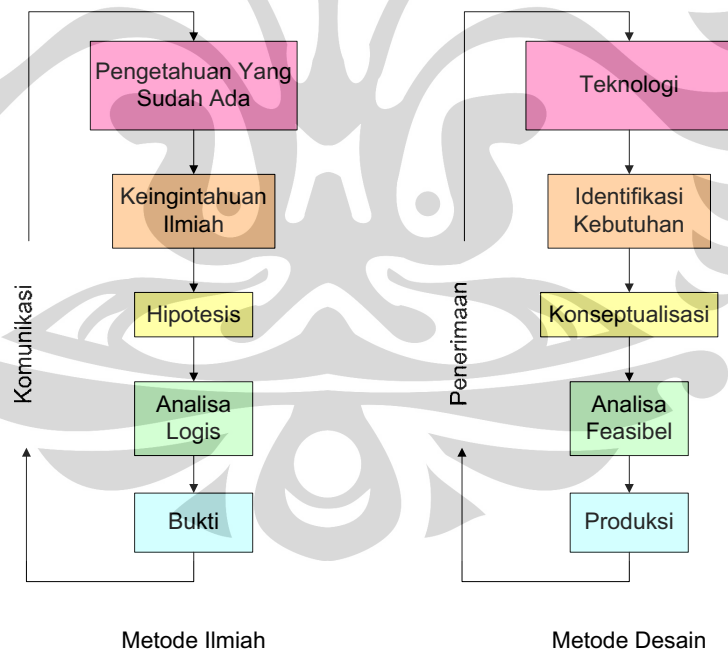 Pengetahuan Yang
Sudah Ada
Keingintahuan
Ilmiah
Hipotesis
Analisa
Logis
Bukti
Komunikasi
Metode Ilmiah
Teknologi
Identifikasi
Kebutuhan
Konseptualisasi
Analisa
Feasibel
Produksi
Penerimaan
Metode Desain